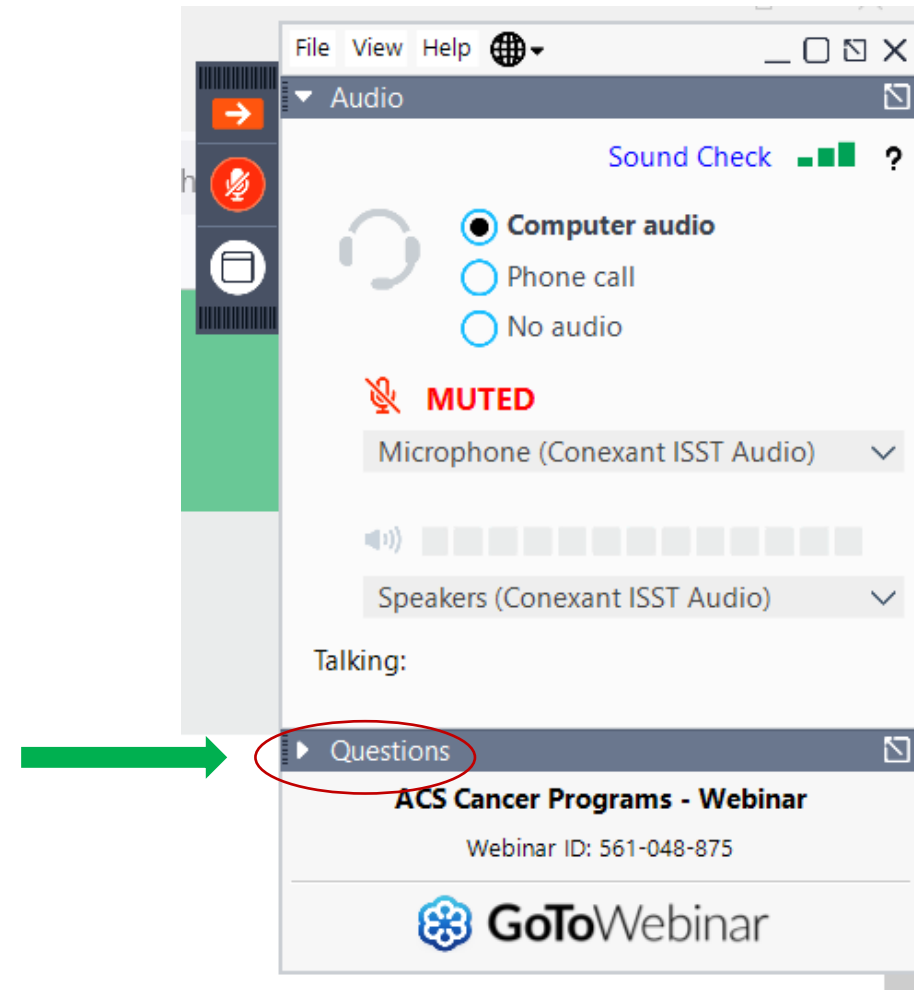 File View Help
Audio
Sound Check ?
h
Computer audio
Phone call
No audio
MUTED
Microphone (Conexant ISST Audio)
Speakers (Conexant ISST Audio)
Talking:
Questions
ACS Cancer Programs - Webinar
Webinar ID: 561-048-875
GoToWebinar